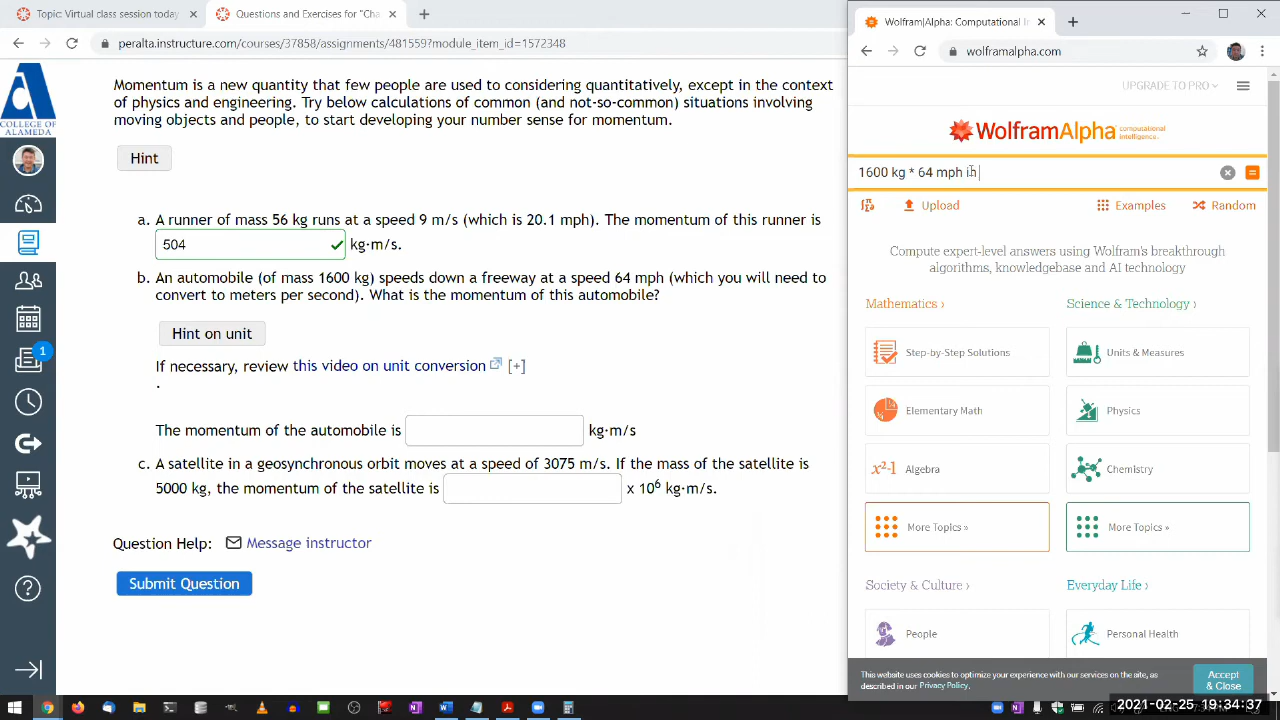 Topic: Virtual class session
Questions and Exercises for "Cha
Wolfram|Alpha: Computational I
peralta.instructure.com/courses/37858/assignments/481559?module_item_id=1572348
wolframalpha.com
COLLEGE OF
ALAMEDA
1
Momentum is a new quantity that few people are used to considering quantitatively, except in the context
of physics and engineering. Try below calculations of common (and not-so-common) situations involving
moving objects and people, to start developing your number sense for momentum.
Hint
a. A runner of mass 56 kg runs at a speed 9 m/s (which is 20.1 mph). The momentum of this runner is
504 kg·m/s.
b. An automobile (of mass 1600 kg) speeds down a freeway at speed 64 mph (which you will need to
convert to meters per second). What is the momentum of this automobile?
Hint on unit
If necessary, review this video on unit conversion [+]
.
The momentum of the automobile is kg·m/s
c. A satellite in a geosynchronous orbit moves at a speed of 3075 m/s. If the mass of the satellite is
5000 kg, the momentum of the satellite is x 10⁶ kg·m/s.
Question Help: Message instructor
Submit Question
UPGRADE TO PRO
WolframAlpha computational intelligence.
1600 kg * 64 mph in
Upload
Examples
Random
Compute expert-level answers using Wolfram's breakthrough
algorithms, knowledgebase and AI technology
Mathematics ›
Science & Technology ›
Step-by-Step Solutions
Units & Measures
Elementary Math
Physics
x²-1 Algebra
Chemistry
More Topics »
More Topics »
Society & Culture ›
Everyday Life ›
People
Personal Health
This website uses cookies to optimize your experience with our services on the site, as
described in our Privacy Policy.
Accept
& Close
2021-02-25 19:34:37